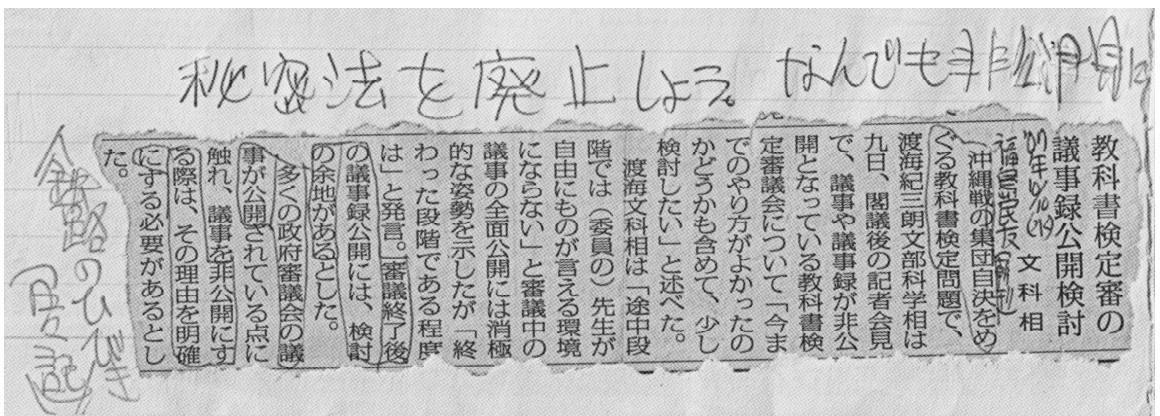 秘密法を廃止しよう。なんでも非公開に
教科書検定審の
議事録公開検討
文科相
沖縄戦の集団自決をめ
ぐる教科書検定問題で、
渡海紀三朗文部科学相は
九日、閣議後の記者会見
で、議事や議事録が非公
開となっている教科書検
定審議会について「今ま
でのやり方がよかったの
かどうかも含めて、少し
検討したい」と述べた。
渡海文科相は「途中段
階では(委員の)先生が
自由にものが言える環境
にならない」と審議中の
議事の全面公開には消極
的な姿勢を示したが「終
わった段階である程度
は」と発言。審議終了後
の議事録公開には、検討
の余地があるとした。
多くの政府審議会の議
事が公開されている点に
触れ、議事を非公開にす
る際は、その理由を明確
にする必要があるとし
た。
のひびき